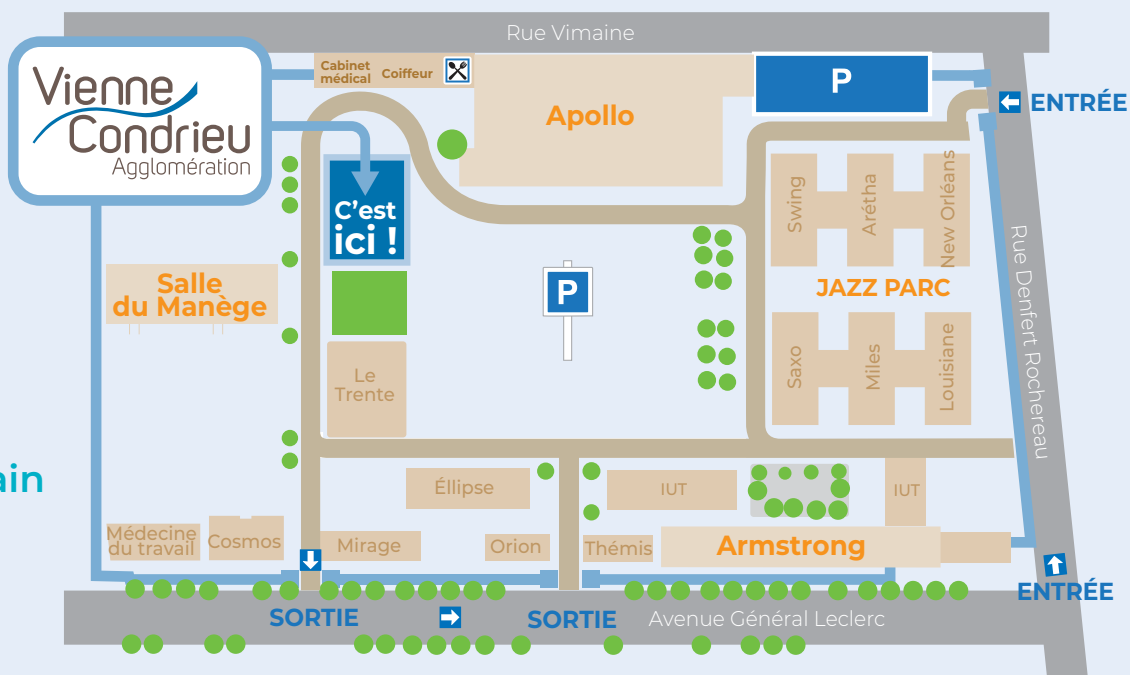 Rue Vimaine
Vienne
Condrieu
Agglomération
Cabinet
médical
Coiffeur
Apollo
P
ENTRÉE
C'est
ici !
Swing
Arétha
New Orléans
Salle
du Manège
P
JAZZ PARC
Rue Denfert Rochereau
Le
Trente
Saxo
Miles
Louisiane
ain
Éllipse
IUT
IUT
Médecine
du travail
Cosmos
Mirage
Orion
Thémis
Armstrong
ENTRÉE
SORTIE
SORTIE
Avenue Général Leclerc